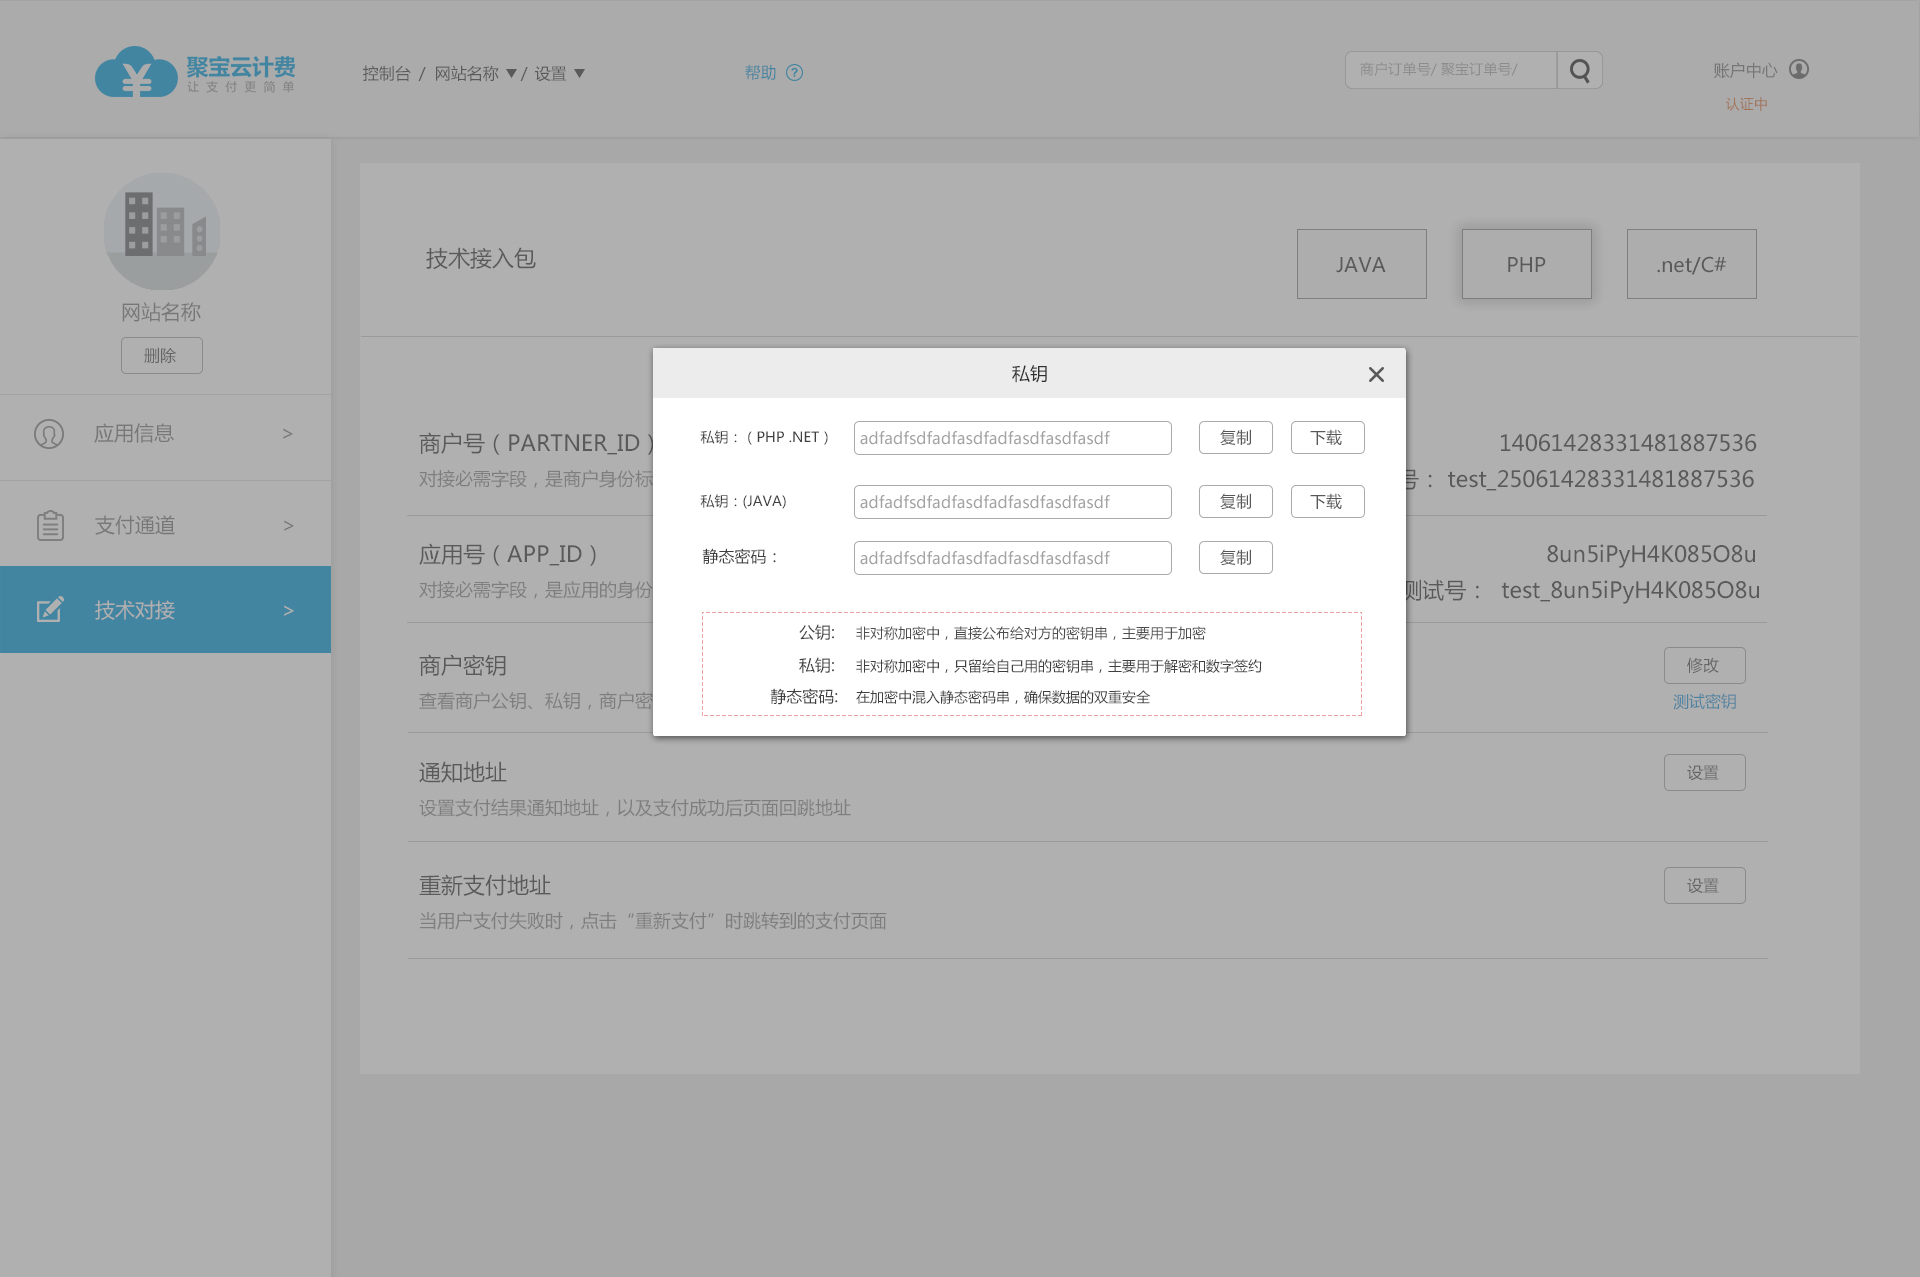 聚宝云计费
让支付更简单
控制台 / 网站名称 ▼ / 设置 ▼
帮助 ?
商户订单号/ 聚宝订单号/
账户中心
认证中
网站名称
删除
应用信息 >
支付通道 >
技术对接 >
技术接入包
JAVA
PHP
.net/C#
私钥
私钥：（ PHP .NET ）
adfadfsdfadfasdfadfasdfasdfasdf
复制
下载
私钥：(JAVA)
adfadfsdfadfasdfadfasdfasdfasdf
复制
下载
静态密码：
adfadfsdfadfasdfadfasdfasdfasdf
复制
公钥: 非对称加密中，直接公布给对方的密钥串，主要用于加密
私钥: 非对称加密中，只留给自己用的密钥串，主要用于解密和数字签约
静态密码: 在加密中混入静态密码串，确保数据的双重安全
商户号（ PARTNER_ID ）
14061428331481887536
对接必需字段，是商户身份标
号： test_25061428331481887536
应用号（ APP_ID ）
8un5iPyH4K085O8u
对接必需字段，是应用的身份
测试号： test_8un5iPyH4K085O8u
商户密钥
修改
查看商户公钥、私钥，商户密
测试密钥
通知地址
设置
设置支付结果通知地址，以及支付成功后页面回跳地址
重新支付地址
设置
当用户支付失败时，点击“重新支付”时跳转到的支付页面